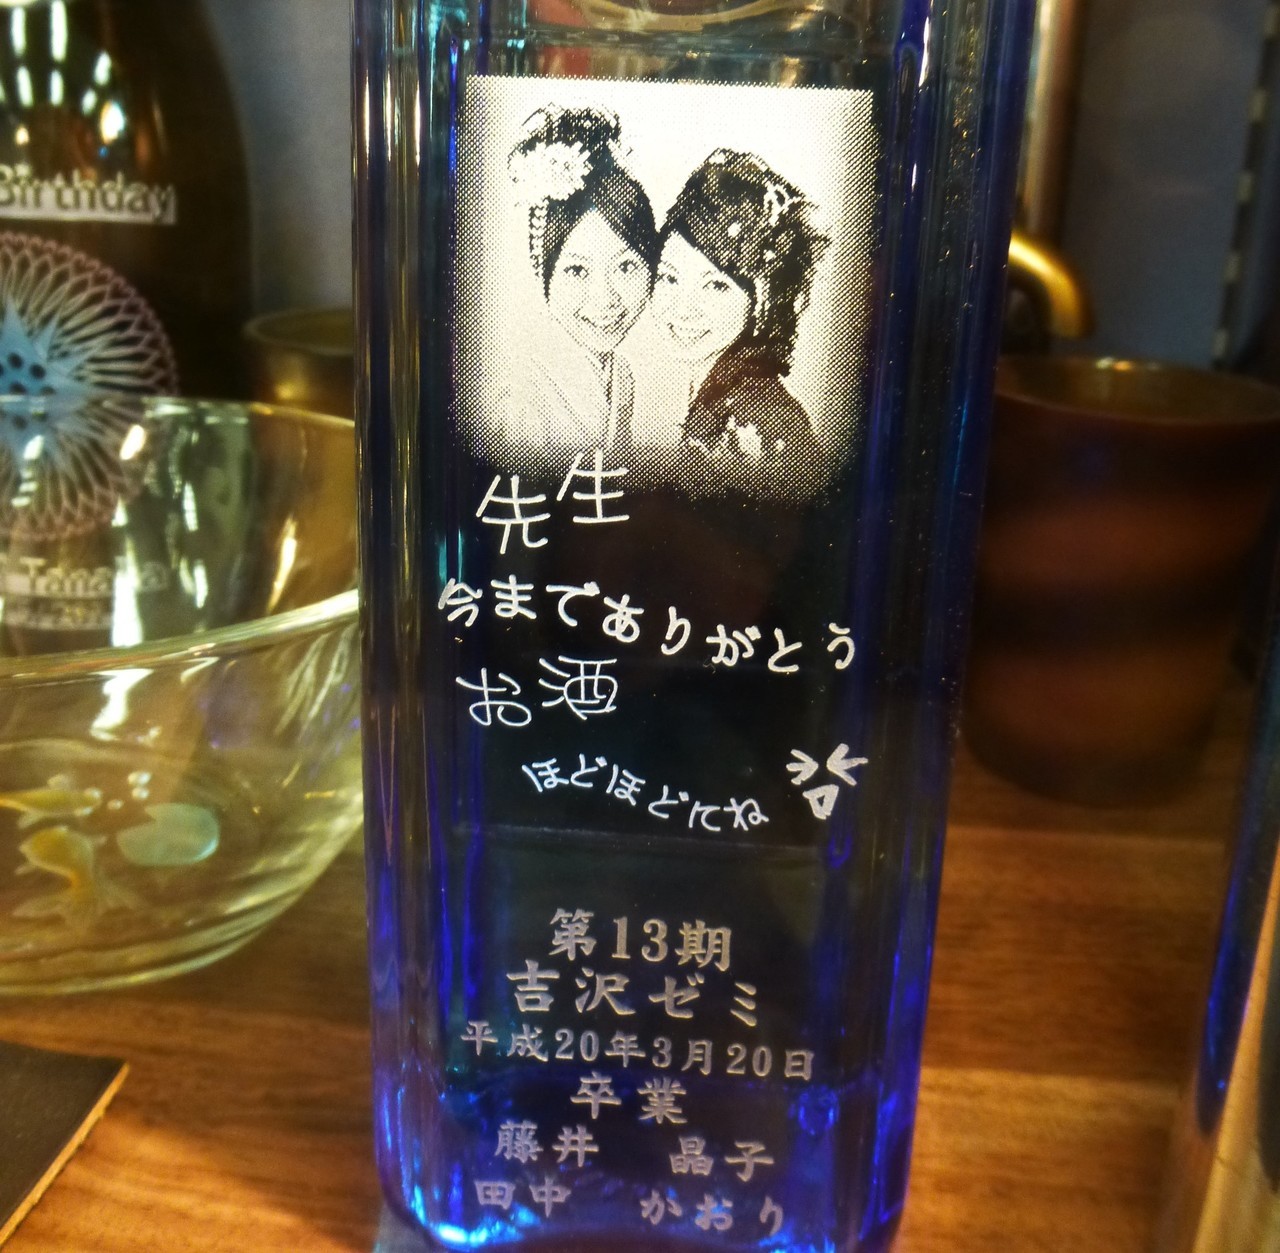 Birthday
Tanaka
先生
今までありがとう
お酒
ほどほどにね
第13期
吉沢ゼミ
平成20年3月20日
卒業
藤井 晶子
田中 かおり